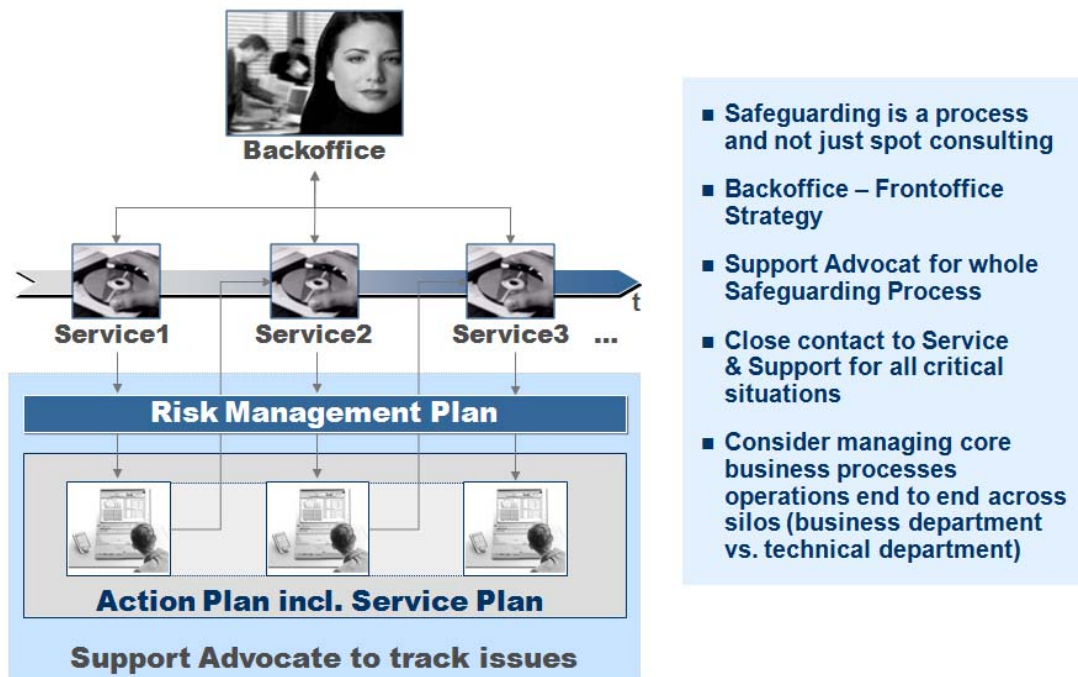 Backoffice
t
Service1
Service2
Service3 ...
Risk Management Plan
Action Plan incl. Service Plan
Support Advocate to track issues
■ Safeguarding is a process
and not just spot consulting
■ Backoffice – Frontoffice
Strategy
■ Support Advocat for whole
Safeguarding Process
■ Close contact to Service
& Support for all critical
situations
■ Consider managing core
business processes
operations end to end across
silos (business department
vs. technical department)